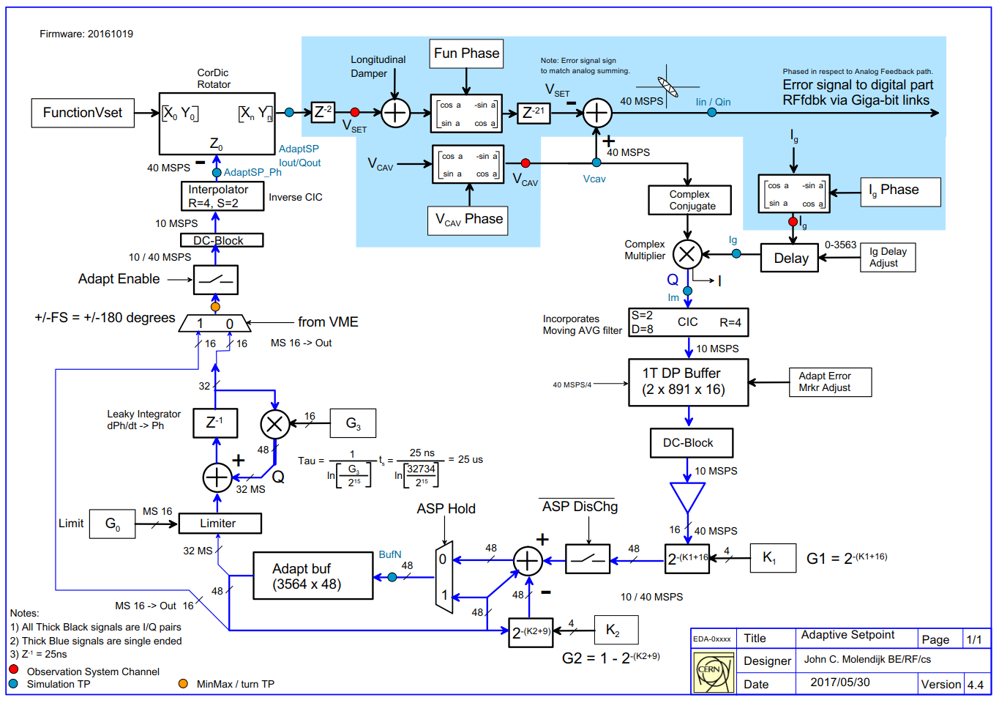 Firmware: 20161019
CorDic
Rotator
FunctionVset
X0 Y0
Xn Yn
Z0
AdaptSP
Iout/Qout
40 MSPS
AdaptSP_Ph
Interpolator
R=4, S=2
Inverse CIC
10 MSPS
DC-Block
10 / 40 MSPS
Adapt Enable
+/-FS = +/-180 degrees
1 0
from VME
MS 16 -> Out
16
16
32
Leaky Integrator
dPh/dt -> Ph
Z-1
16
G3
48
Q
32 MS
+
Tau = 1 / ln[G3 / 2^15] ts = 25 ns / ln[32734 / 2^15] = 25 us
Limit
G0
MS 16
Limiter
32 MS
Adapt buf
(3564 x 48)
48
MS 16 -> Out 16
BufN
48
ASP Hold
0
1
48
48
48
+
-
ASP DisChg
48
2-(K1+16)
4
K1
G1 = 2-(K1+16)
10 / 40 MSPS
2-(K2+9)
4
K2
G2 = 1 - 2-(K2+9)
Z-2
VSET
Longitudinal
Damper
Fun Phase
cos a -sin a
sin a cos a
Z-21
Note: Error signal sign
to match analog summing.
VSET
-
+
40 MSPS
40 MSPS
Iin / Qin
Phased in respect to Analog Feedback path.
Error signal to digital part
RFfdbk via Giga-bit links
VCAV
cos a -sin a
sin a cos a
VCAV
Vcav
VCAV Phase
Ig
cos a -sin a
sin a cos a
Ig Phase
Ig
Complex
Conjugate
Complex
Multiplier
Ig
Delay
0-3563
Ig Delay
Adjust
Q
I
Im
Incorporates
Moving AVG filter
S=2
D=8
CIC
R=4
10 MSPS
1T DP Buffer
(2 x 891 x 16)
40 MSPS/4
Adapt Error
Mrkr Adjust
DC-Block
10 MSPS
16
40 MSPS
Notes:
1) All Thick Black signals are I/Q pairs
2) Thick Blue signals are single ended
3) Z-1 = 25ns
Observation System Channel
Simulation TP
MinMax / turn TP
EDA-0xxxx
Title
Adaptive Setpoint
Page
1/1
CERN
Designer
John C. Molendijk BE/RF/cs
Date
2017/05/30
Version
4.4